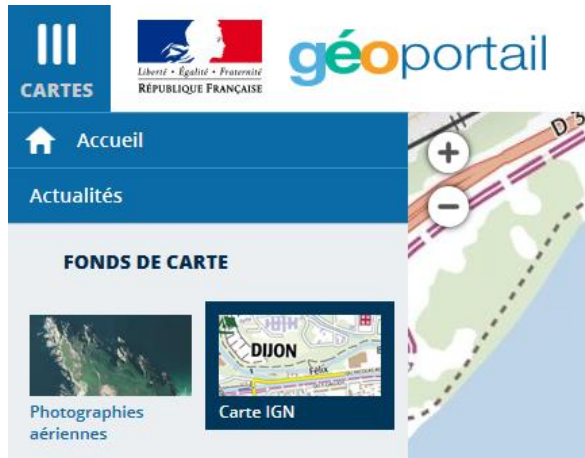 CARTES
Liberté • Égalité • Fraternité
RÉPUBLIQUE FRANÇAISE
géoportail
Accueil
Actualités
D 3
FONDS DE CARTE
DIJON
Félix
Photographies
aériennes
Carte IGN